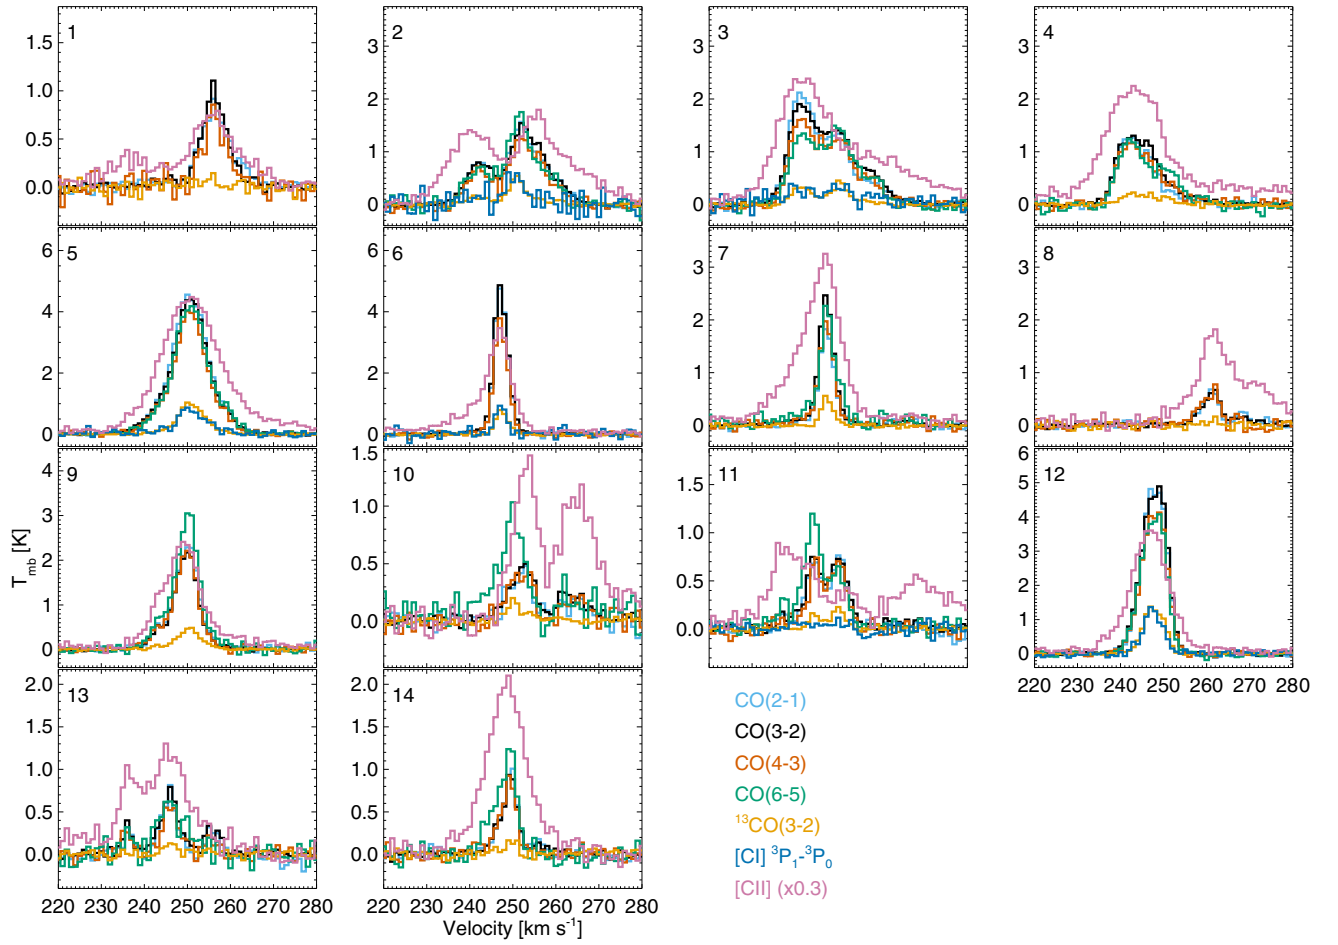 1 2 3 4
1.5 1.0 0.5 0.0
3 2 1 0
3 2 1 0
3 2 1 0
5 6 7 8
6 4 2 0
6 4 2 0
3 2 1 0
3 2 1 0
220 230 240 250 260 270 280
9 10 11 12
4 3 2 1 0
1.5 1.0 0.5 0.0
1.5 1.0 0.5 0.0
6 5 4 3 2 1 0
220 230 240 250 260 270 280
T_mb [K]
13 14
2.0 1.5 1.0 0.5 0.0
2.0 1.5 1.0 0.5 0.0
220 230 240 250 260 270 280
220 230 240 250 260 270 280
Velocity [km s⁻¹]
CO(2-1)
CO(3-2)
CO(4-3)
CO(6-5)
¹³CO(3-2)
[CI] ³P₁-³P₀
[CII] (x0.3)